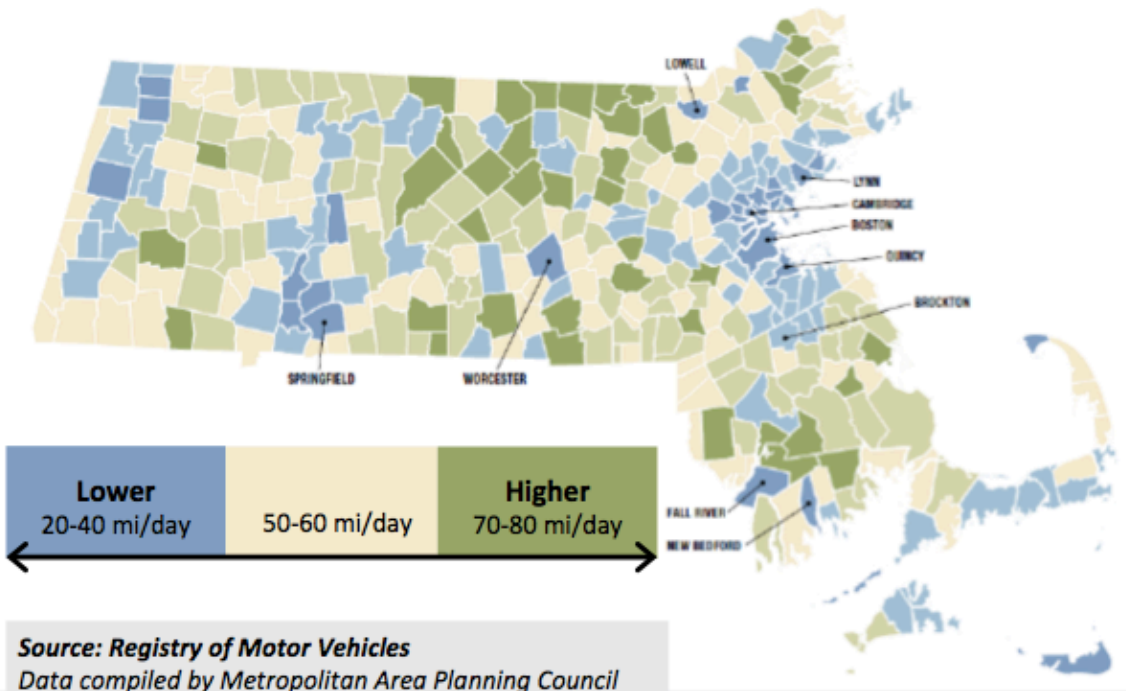 LOWELL
LYNN
CAMBRIDGE
BOSTON
QUINCY
BROCKTON
SPRINGFIELD
WORCESTER
Lower
20-40 mi/day
50-60 mi/day
Higher
70-80 mi/day
FALL RIVER
NEW BEDFORD
Source: Registry of Motor Vehicles
Data compiled by Metropolitan Area Planning Council